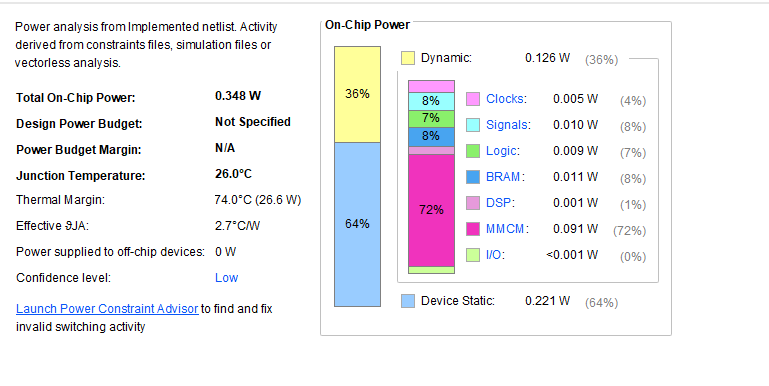 Power analysis from Implemented netlist. Activity
derived from constraints files, simulation files or
vectorless analysis.
Total On-Chip Power: 0.348 W
Design Power Budget: Not Specified
Power Budget Margin: N/A
Junction Temperature: 26.0°C
Thermal Margin: 74.0°C (26.6 W)
Effective ϑJA: 2.7°C/W
Power supplied to off-chip devices: 0 W
Confidence level: Low
Launch Power Constraint Advisor to find and fix
invalid switching activity
On-Chip Power
36%
64%
8%
7%
8%
72%
Dynamic: 0.126 W (36%)
Clocks: 0.005 W (4%)
Signals: 0.010 W (8%)
Logic: 0.009 W (7%)
BRAM: 0.011 W (8%)
DSP: 0.001 W (1%)
MMCM: 0.091 W (72%)
I/O: <0.001 W (0%)
Device Static: 0.221 W (64%)